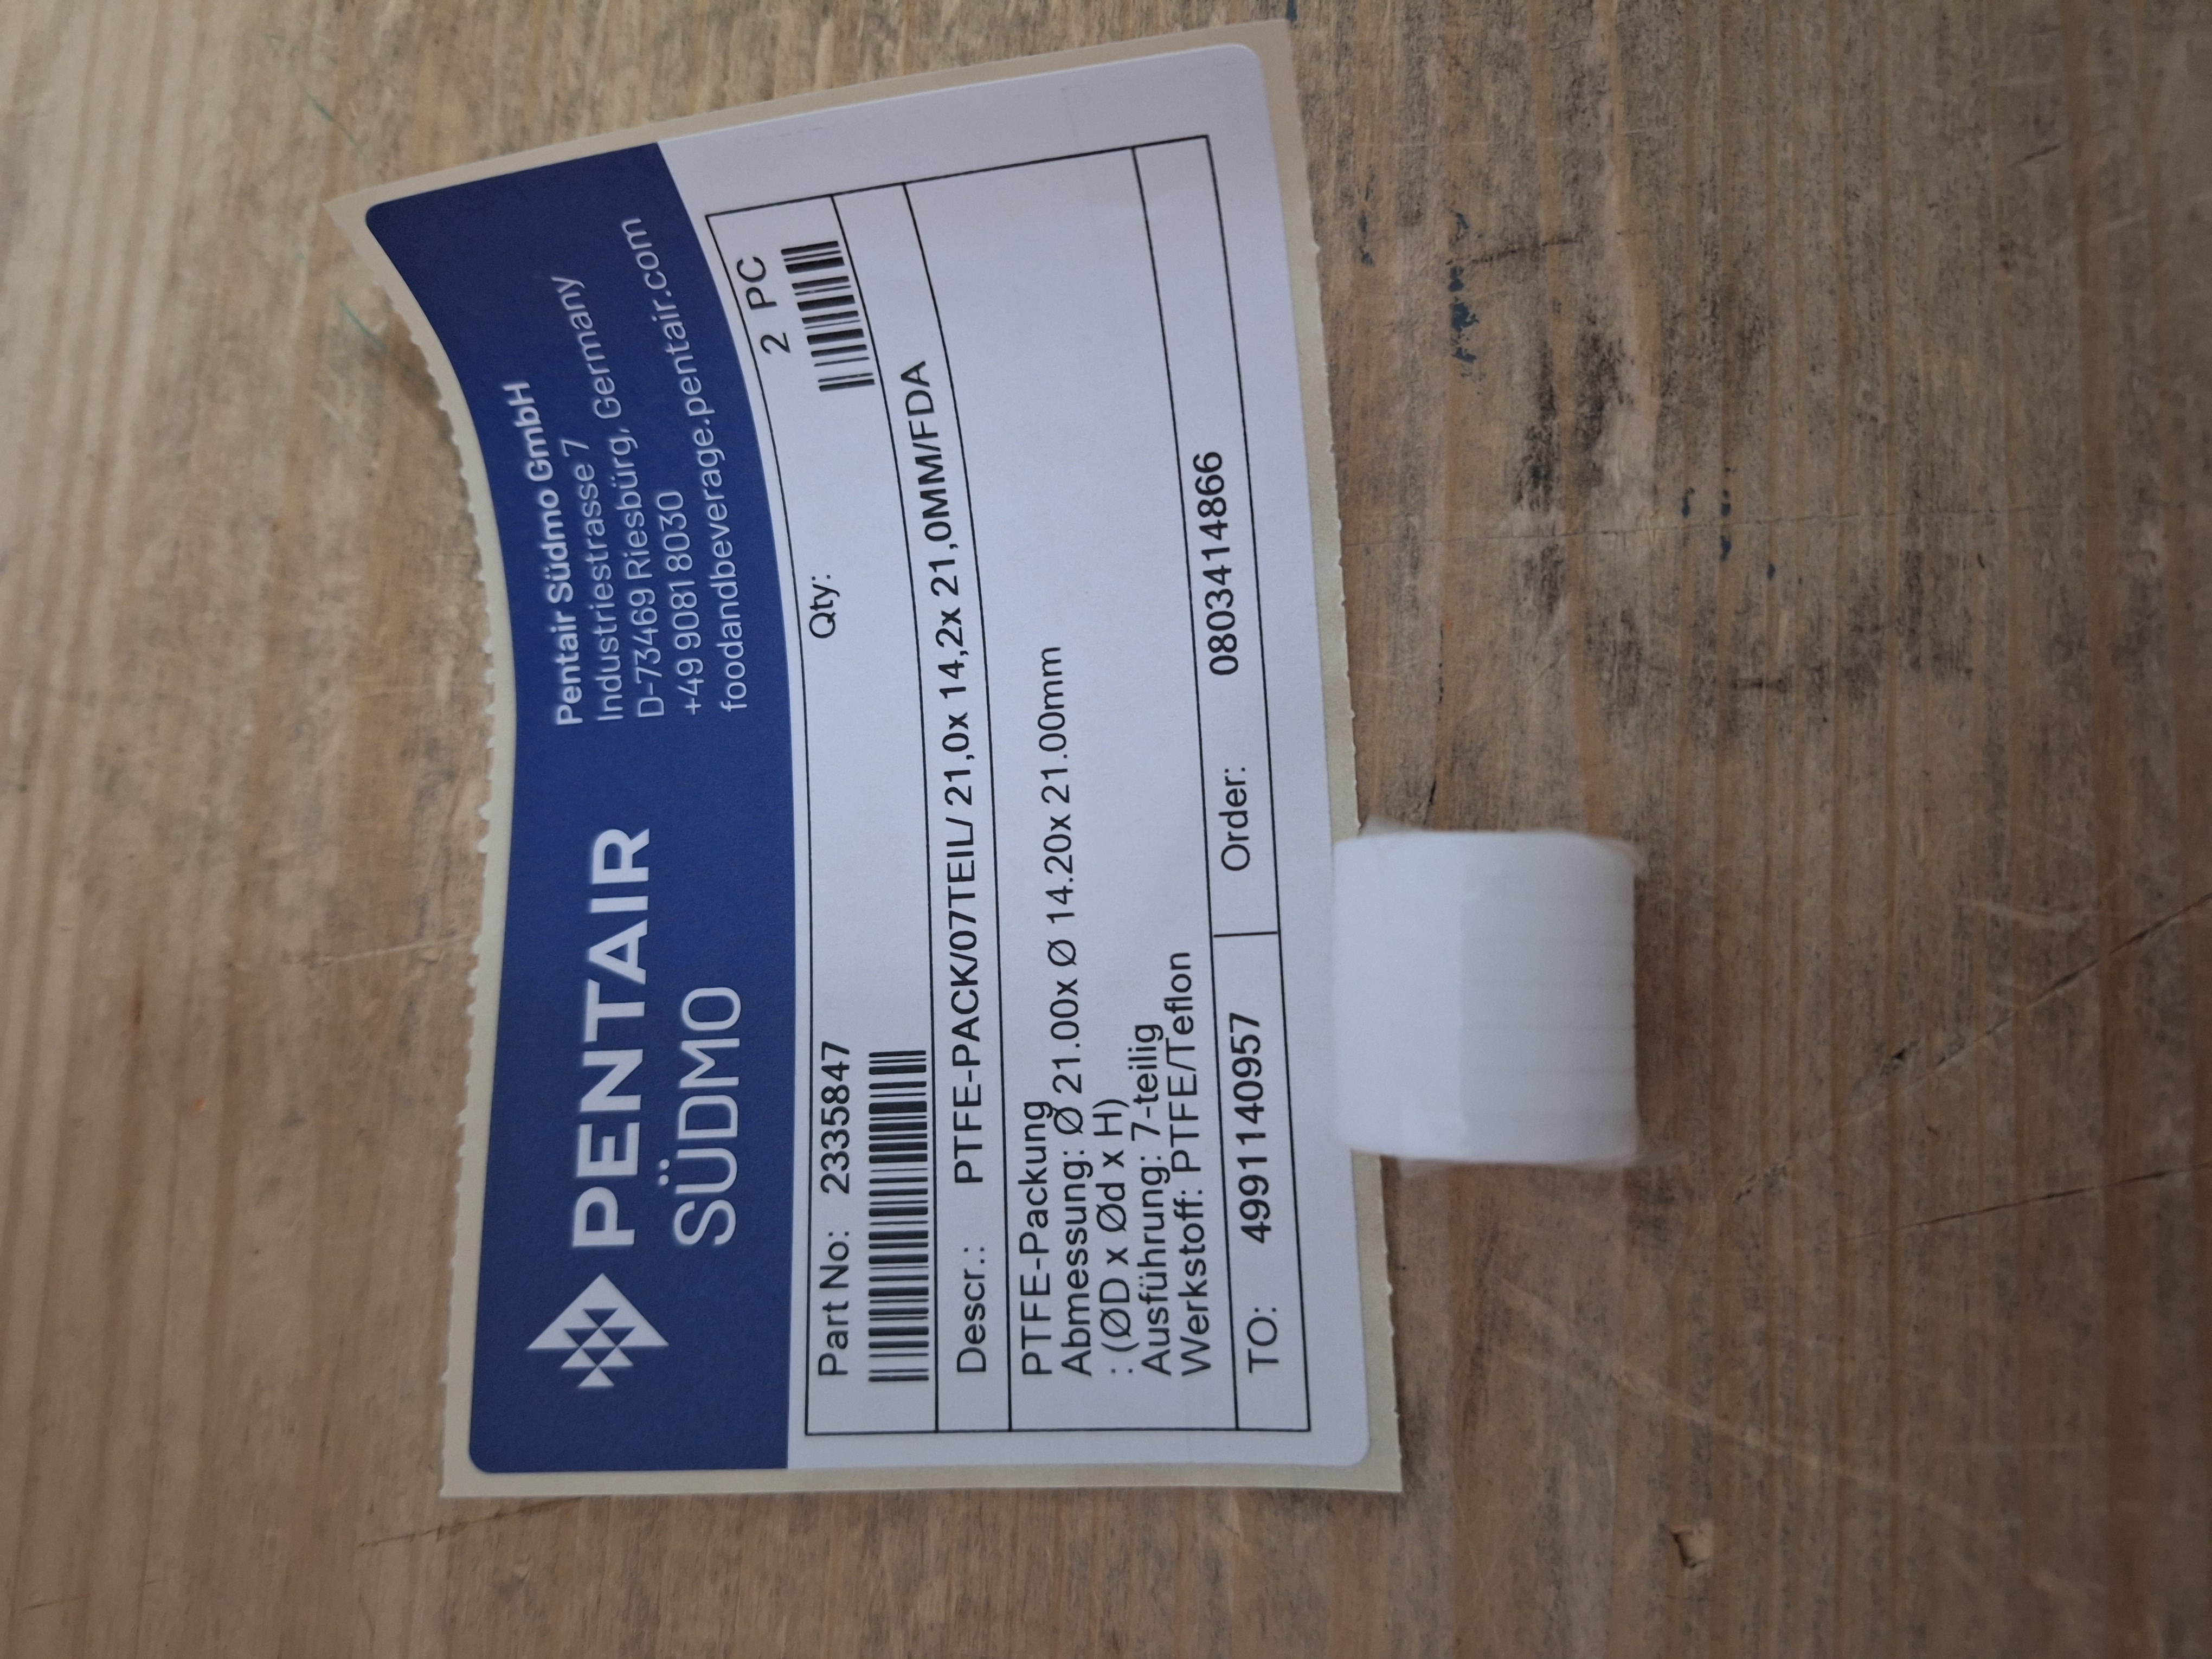 PENTAIR
SÜDMO
Pentair Südmo GmbH
Industriestrasse 7
D-73469 Riesbürg, Germany
+49 9081 8030
foodandbeverage.pentair.com
Part No: 2335847 Qty: 2 PC
Descr.: PTFE-PACK/07TEIL/ 21,0x 14,2x 21,0MM/FDA
PTFE-Packung
Abmessung: Ø 21.00x Ø 14.20x 21.00mm
: (ØD x Ød x H)
Ausführung: 7-teilig
Werkstoff: PTFE/Teflon
TO: 4991140957 Order: 0803414866